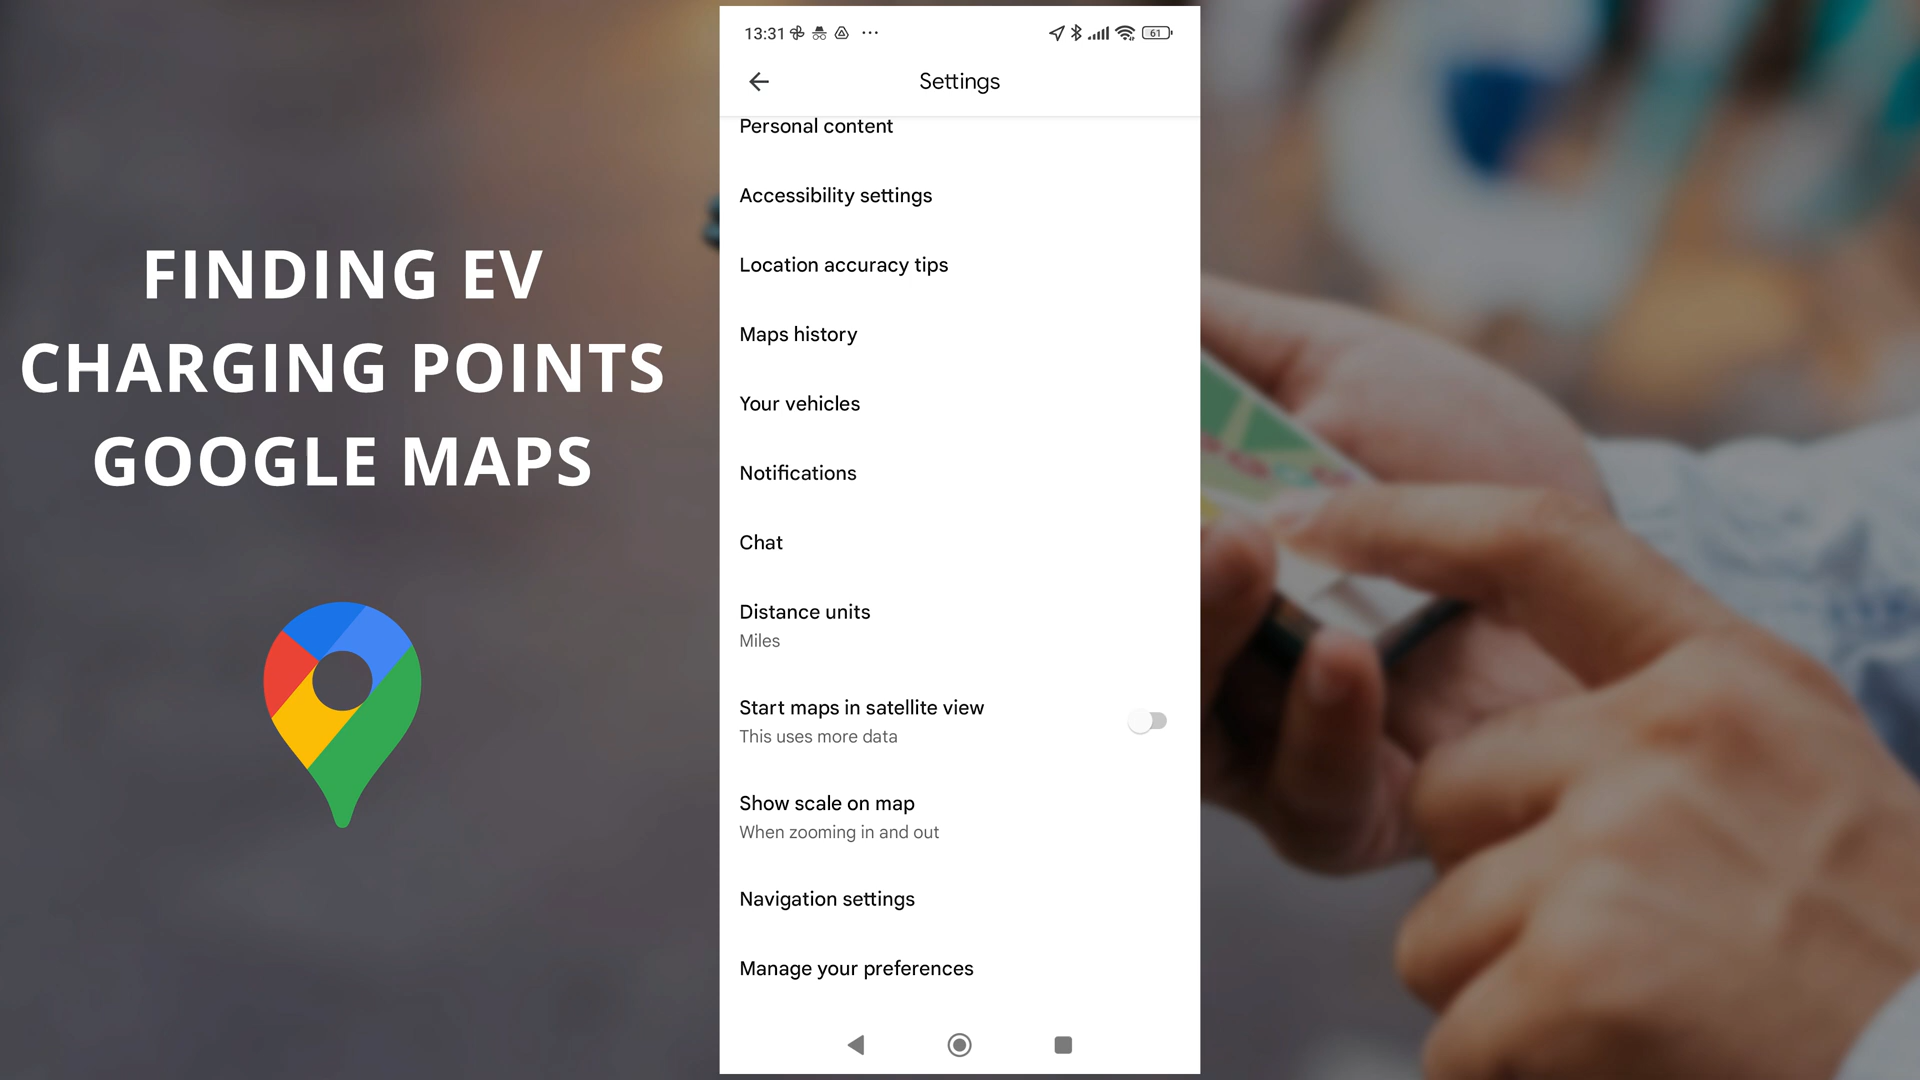 FINDING EV
CHARGING POINTS
GOOGLE MAPS
13:31
61
Settings
Personal content
Accessibility settings
Location accuracy tips
Maps history
Your vehicles
Notifications
Chat
Distance units
Miles
Start maps in satellite view
This uses more data
Show scale on map
When zooming in and out
Navigation settings
Manage your preferences